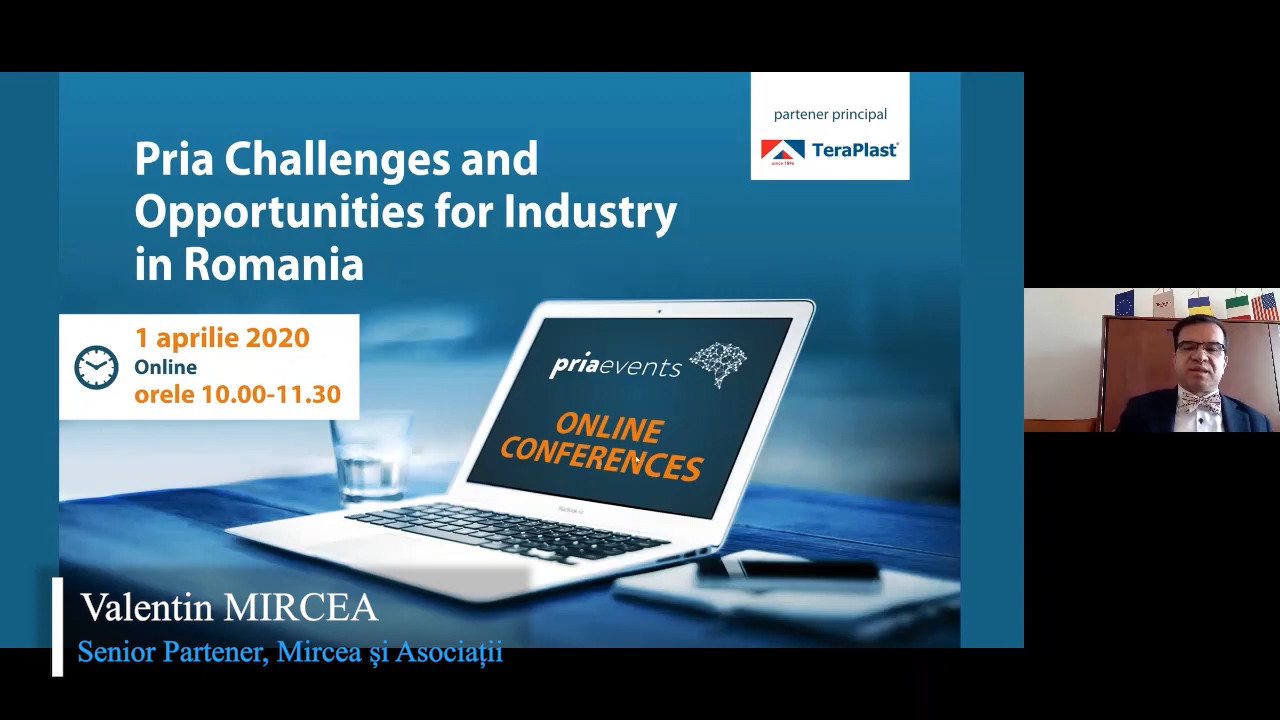 partener principal
TeraPlast
Pria Challenges and
Opportunities for Industry
in Romania
1 aprilie 2020
Online
orele 10.00-11.30
priaevents
ONLINE
CONFERENCES
Valentin MIRCEA
Senior Partener, Mircea și Asociații